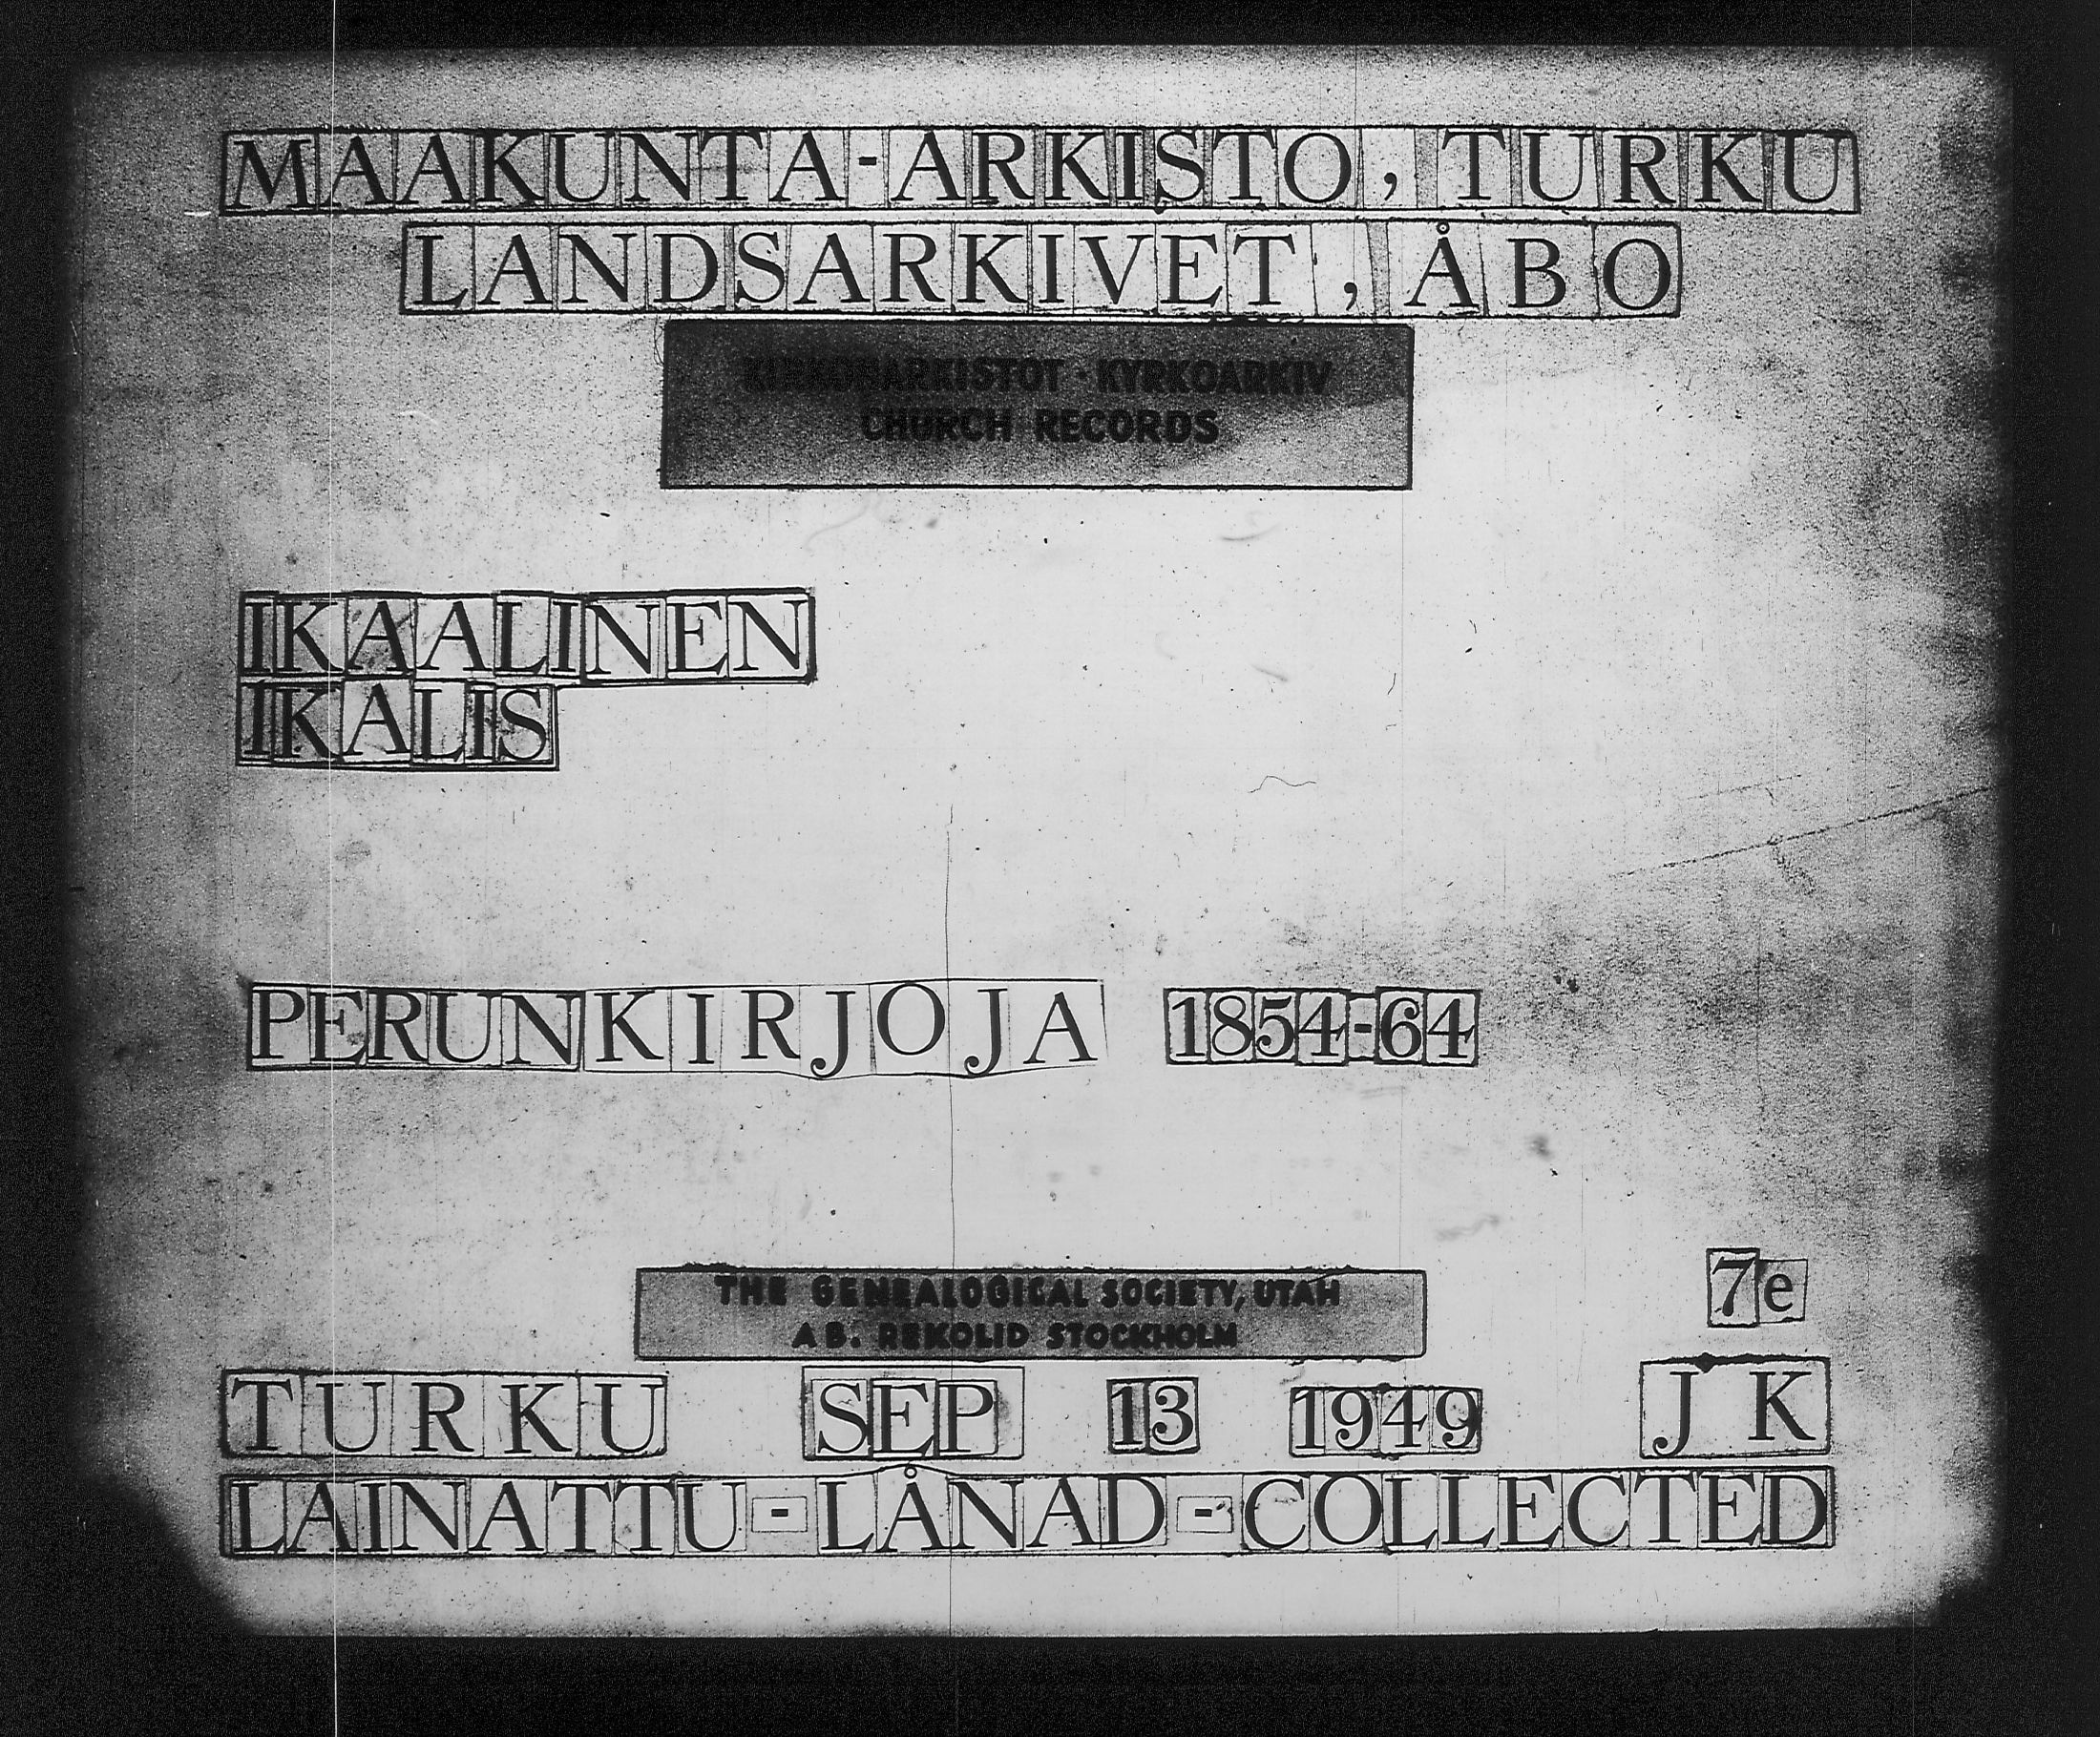 MAAKUNTA-ARKISTO, TURKU
LANDSARKIVET, ÅBO
KIRKONARKISTOT · KYRKOARKIV
CHURCH RECORDS
IKAALINEN
IKALIS
PERUNKIRJOJA 1854-64
7e
THE GENEALOGICAL SOCIETY, UTAH
AB. REKOLID STOCKHOLM
TURKU SEP 13 1949 J K
LAINATTU-LÅNAD-COLLECTED